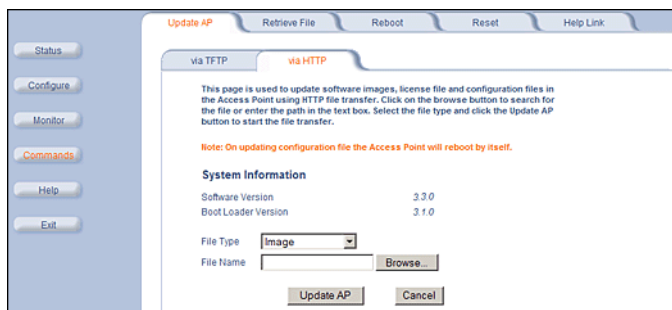 Update AP Retrieve File Reboot Reset Help Link
Status
Configure
Monitor
Commands
Help
Exit
via TFTP via HTTP
This page is used to update software images, license file and configuration files in
the Access Point using HTTP file transfer. Click on the browse button to search for
the file or enter the path in the text box. Select the file type and click the Update AP
button to start the file transfer.
Note: On updating configuration file the Access Point will reboot by itself.
System Information
Software Version 3.3.0
Boot Loader Version 3.1.0
File Type Image
File Name Browse...
Update AP Cancel